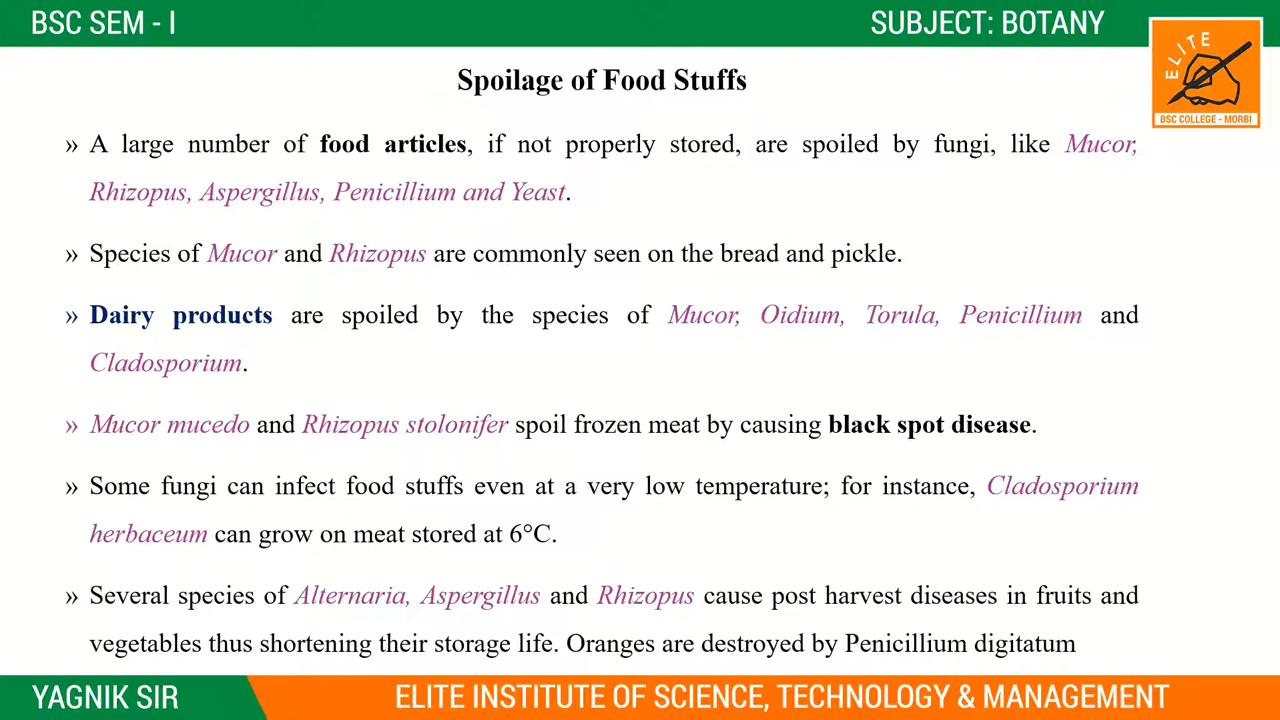 BSC SEM - I
SUBJECT: BOTANY
ELITE
BSC COLLEGE - MORBI
Spoilage of Food Stuffs
» A large number of food articles, if not properly stored, are spoiled by fungi, like Mucor,
Rhizopus, Aspergillus, Penicillium and Yeast.
» Species of Mucor and Rhizopus are commonly seen on the bread and pickle.
» Dairy products are spoiled by the species of Mucor, Oidium, Torula, Penicillium and
Cladosporium.
» Mucor mucedo and Rhizopus stolonifer spoil frozen meat by causing black spot disease.
» Some fungi can infect food stuffs even at a very low temperature; for instance, Cladosporium
herbaceum can grow on meat stored at 6°C.
» Several species of Alternaria, Aspergillus and Rhizopus cause post harvest diseases in fruits and
vegetables thus shortening their storage life. Oranges are destroyed by Penicillium digitatum
YAGNIK SIR
ELITE INSTITUTE OF SCIENCE, TECHNOLOGY & MANAGEMENT